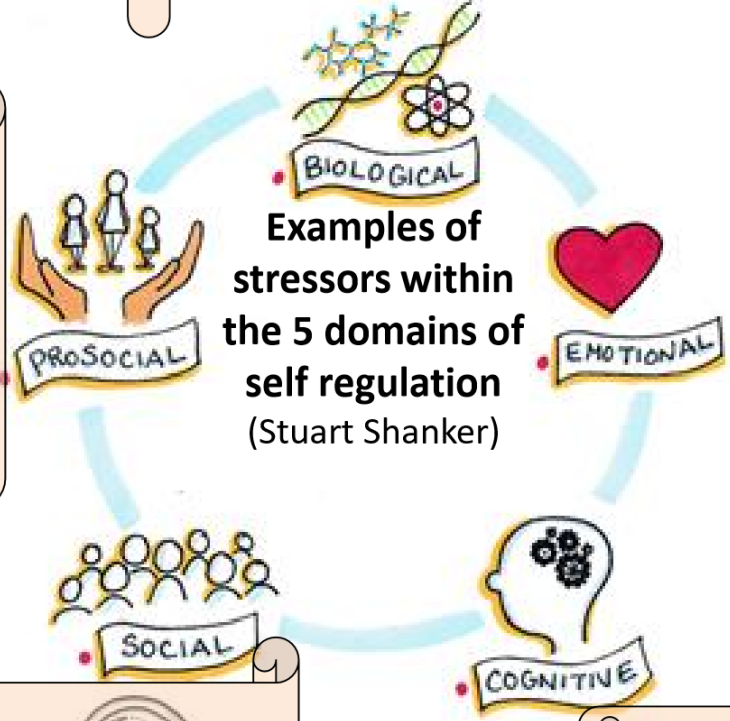 BIOLOGICAL
Examples of
stressors within
the 5 domains of
self regulation
(Stuart Shanker)
PROSOCIAL
EMOTIONAL
SOCIAL
COGNITIVE